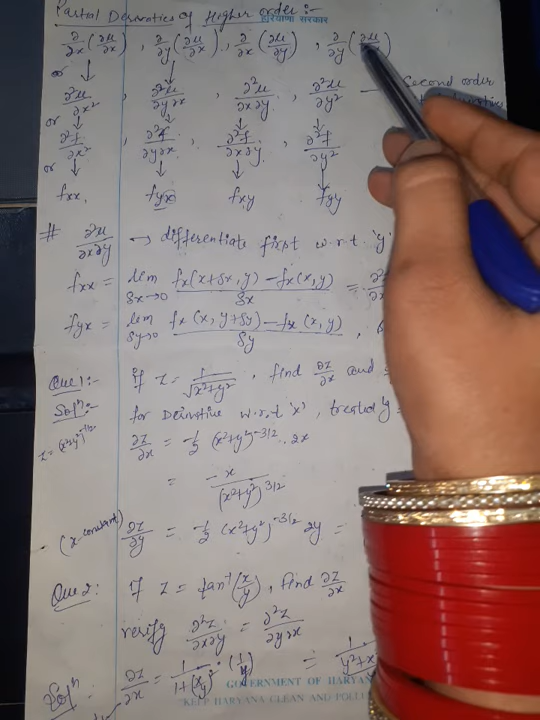 Partial Derivatives of Higher order :-
हरियाणा सरकार
∂/∂x (∂u/∂x) , ∂/∂y (∂u/∂x) , ∂/∂x (∂u/∂y) , ∂/∂y (∂u/
or
∂²u/∂x² , ∂²u/∂y∂x , ∂²u/∂x∂y , ∂²u/∂y² → Second order
or
∂²f/∂x² , ∂²f/∂y∂x , ∂²f/∂x∂y , ∂²f/∂y²
or
fxx , fyx fxy fyy
# ∂u/∂x∂y → differentiate first w.r.t 'y'
fxx = lim δx→0 fx(x+δx, y) – fx(x,y) / δx =
fyx = lim δy→0 fx(x, y+δy) – fx(x,y) / δy ,
Que 1:- If z = 1/√x²+y² , find ∂z/∂x and
Solⁿ:- for Derivative w.r.t 'x', treated y
z = (x²+y²)^-1/2 ∂z/∂x = -1/2 (x²+y²)^-3/2 . 2x
= -x/(x²+y²)^3/2
(x-constant) ∂z/∂y = -1/2 (x²+y²)^-3/2 2y =
Que 2: If z = tan⁻¹(x/y), find ∂z/∂x
verify ∂²z/∂x∂y = ∂²z/∂y∂x
Solⁿ: ∂z/∂x = 1/1+(x/y)² . (1/y) = 1/y²+x
GOVERNMENT OF HARYANA
"KEEP HARYANA CLEAN AND POLL